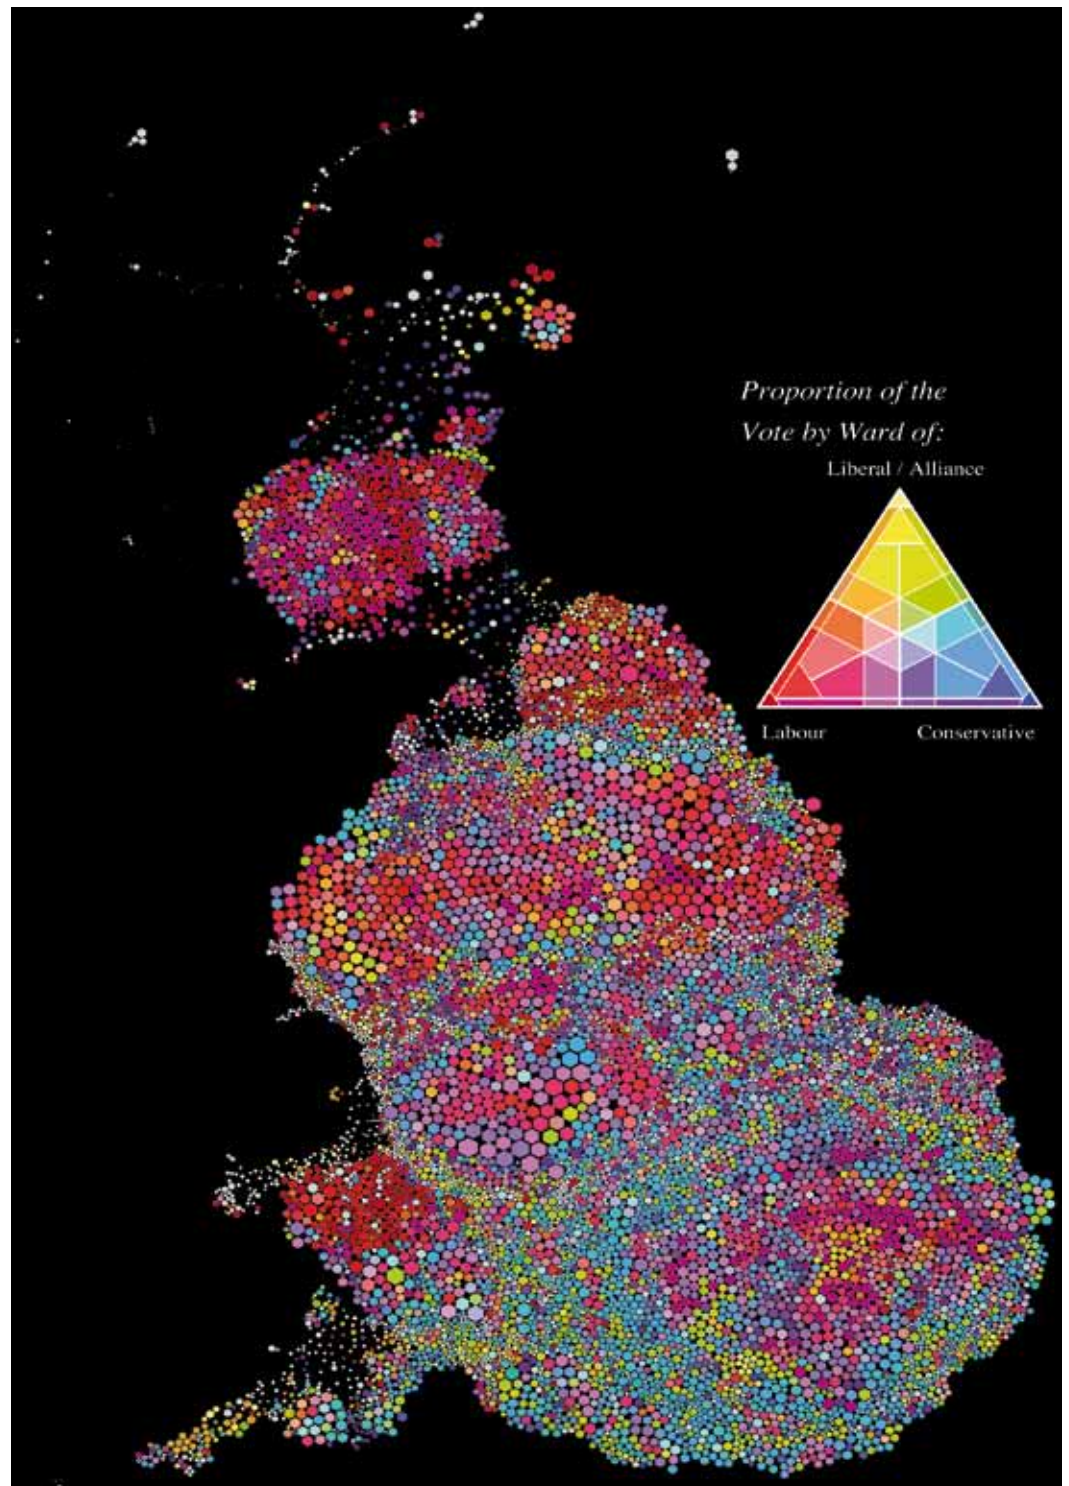 Proportion of the
Vote by Ward of:
Liberal / Alliance
Labour
Conservative